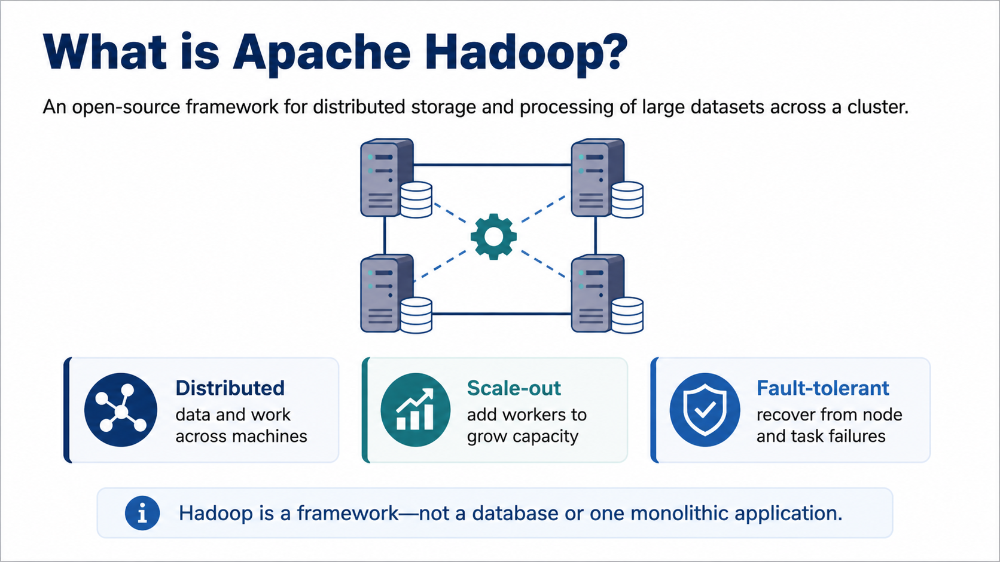 What is Apache Hadoop?
An open-source framework for distributed storage and processing of large datasets across a cluster.
Distributed
data and work
across machines
Scale-out
add workers to
grow capacity
Fault-tolerant
recover from node
and task failures
Hadoop is a framework—not a database or one monolithic application.